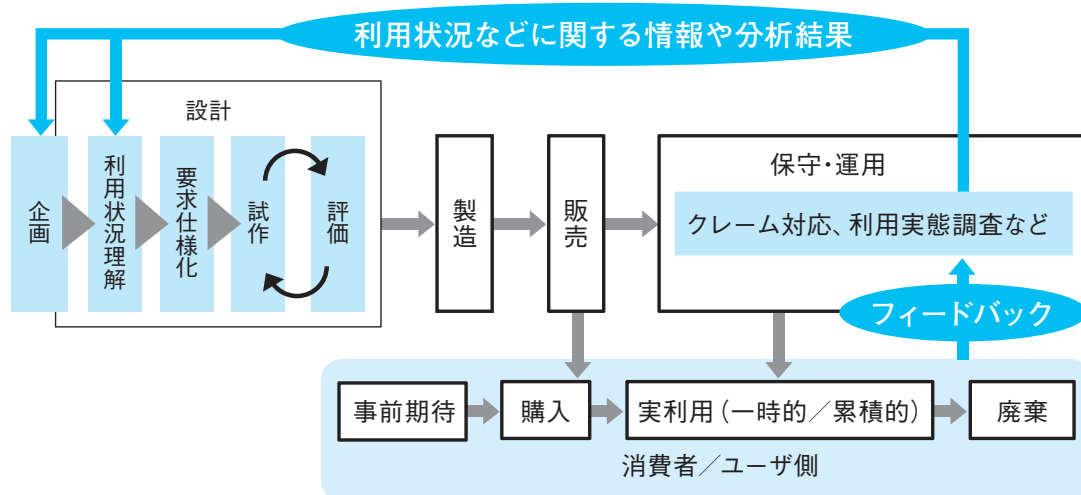 利用状況などに関する情報や分析結果
設計
企画
利用状況理解
要求仕様化
試作
評価
製造
販売
保守・運用
クレーム対応、利用実態調査など
フィードバック
事前期待
購入
実利用（一時的／累積的）
廃棄
消費者／ユーザ側